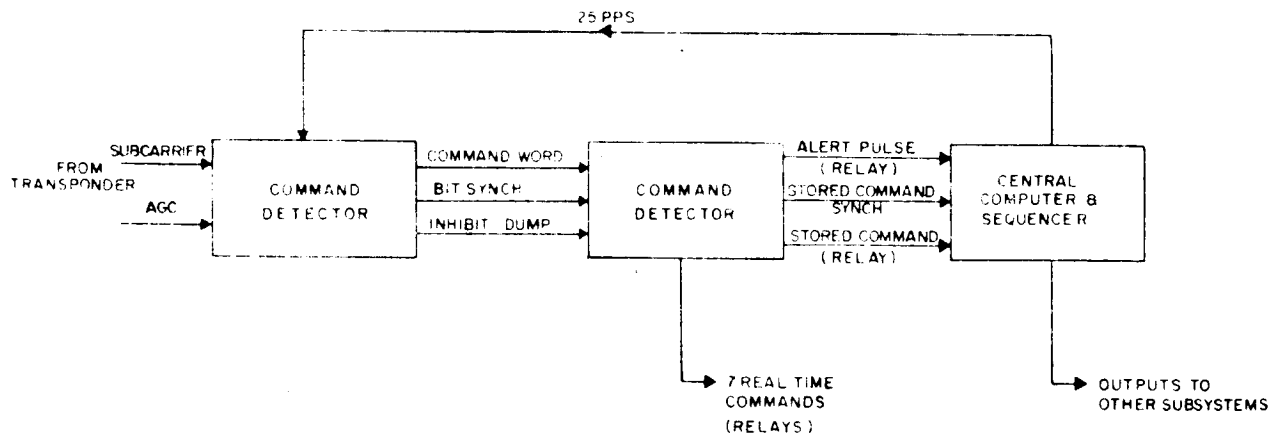 25 PPS
SUBCARRIER
FROM
TRANSPONDER
AGC
COMMAND
DETECTOR
COMMAND WORD
BIT SYNCH
INHIBIT DUMP
COMMAND
DETECTOR
ALERT PULSE
(RELAY)
STORED COMMAND
SYNCH
STORED COMMAND
(RELAY)
CENTRAL
COMPUTER &
SEQUENCER
7 REAL TIME
COMMANDS
(RELAYS)
OUTPUTS TO
OTHER SUBSYSTEMS